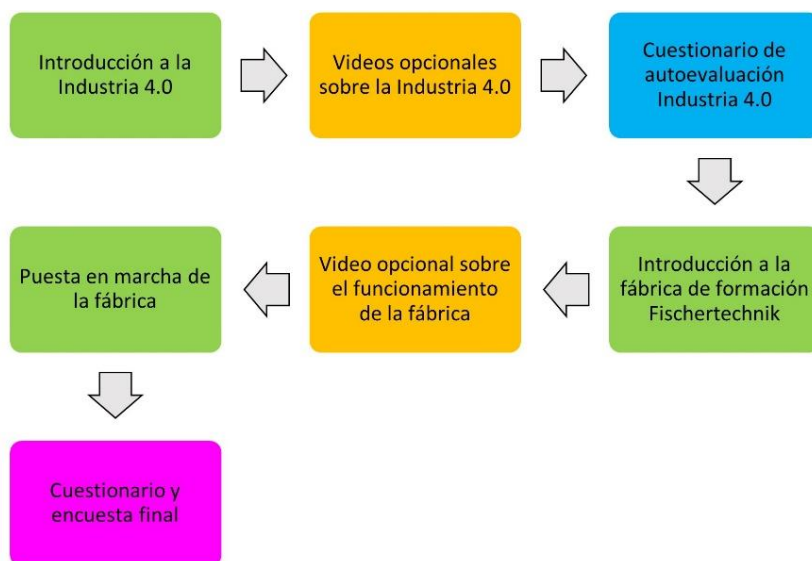 Introducción a la
Industria 4.0
Videos opcionales
sobre la Industria 4.0
Cuestionario de
autoevaluación
Industria 4.0
Introducción a la
fábrica de formación
Fischertechnik
Video opcional sobre
el funcionamiento
de la fábrica
Puesta en marcha de
la fábrica
Cuestionario y
encuesta final